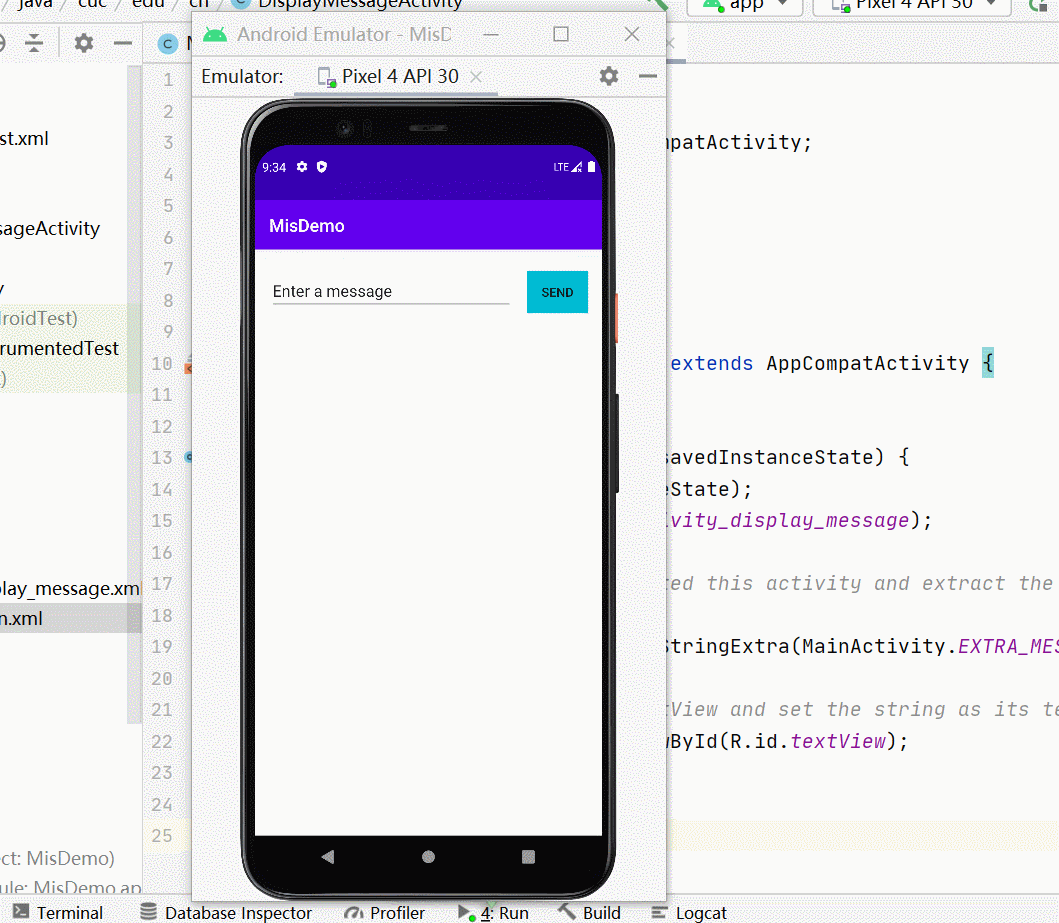 java / cuc / edu / cn / C DisplayMessageActivity
app
Pixel 4 API 30
Android Emulator - MisD
Emulator:
Pixel 4 API 30
9:34
LTE
MisDemo
Enter a message
SEND
st.xml
sageActivity
y
droidTest)
rumentedTest
t)
play_message.xml
n.xml
ect: MisDemo)
ule: MisDemo.ap
C
1
2
3 mpatActivity;
4
5
6
7
8
9
10 extends AppCompatActivity {
11
12
13 savedInstanceState) {
14 eState);
15 ivity_display_message);
16
17 ted this activity and extract the
18
19 StringExtra(MainActivity.EXTRA_MES
20
21 tView and set the string as its te
22 wById(R.id.textView);
23
24
25
Terminal
Database Inspector
Profiler
4: Run
Build
Logcat